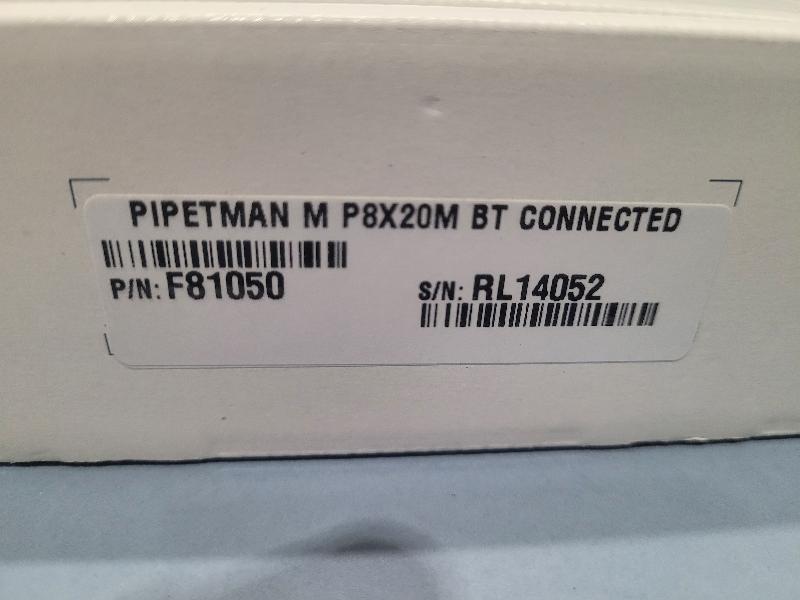 PIPETMAN M P8X20M BT CONNECTED
P/N: F81050
S/N: RL14052